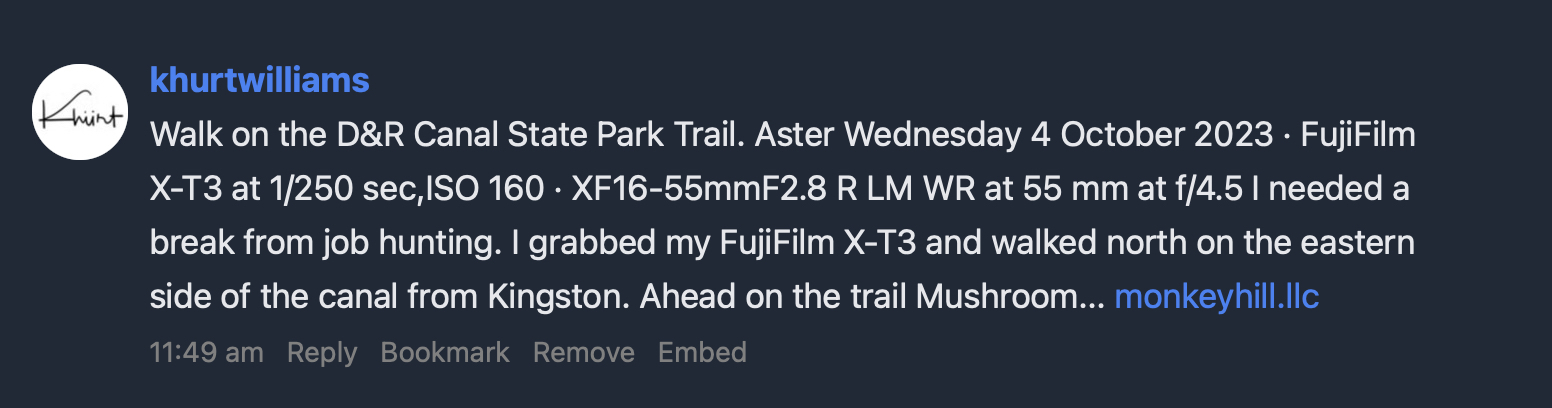 Khürt
khurtwilliams
Walk on the D&R Canal State Park Trail. Aster Wednesday 4 October 2023 · FujiFilm
X-T3 at 1/250 sec,ISO 160 · XF16-55mmF2.8 R LM WR at 55 mm at f/4.5 I needed a
break from job hunting. I grabbed my FujiFilm X-T3 and walked north on the eastern
side of the canal from Kingston. Ahead on the trail Mushroom... monkeyhill.llc
11:49 am Reply Bookmark Remove Embed